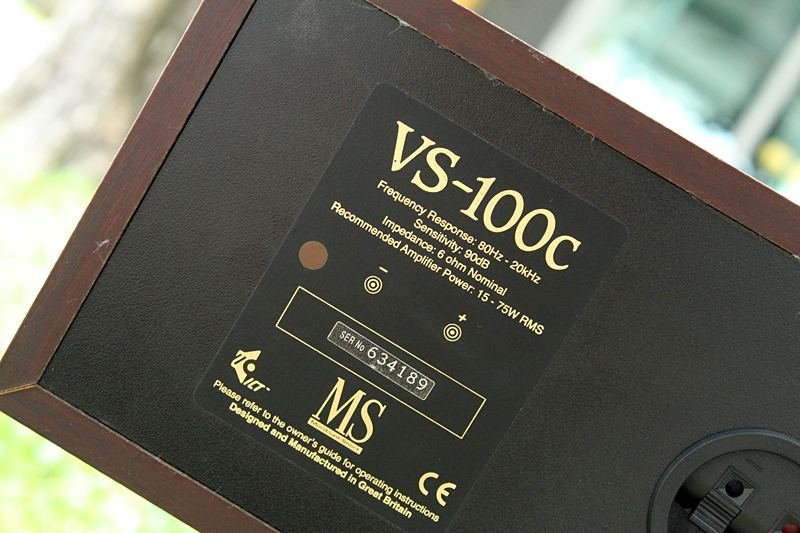 VS-100c
Frequency Response: 80Hz - 20kHz
Sensitivity: 90dB
Impedance: 6 ohm Nominal
Recommended Amplifier Power: 15 - 75W RMS
- +
SER No 634189
MS
Please refer to the owner's guide for operating instructions
Designed and Manufactured in Great Britain
CE